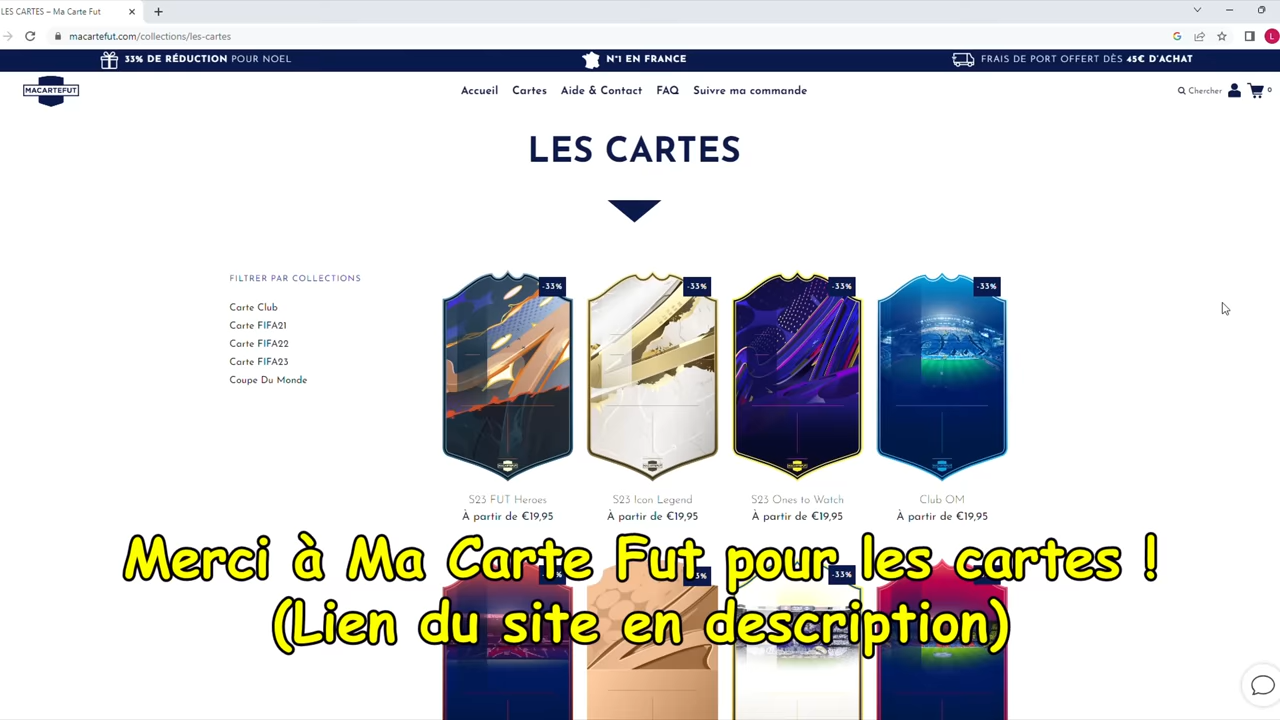 LES CARTES – Ma Carte Fut
macartefut.com/collections/les-cartes
L
33% DE RÉDUCTION POUR NOEL
N°1 EN FRANCE
FRAIS DE PORT OFFERT DÈS 45€ D'ACHAT
MACARTEFUT
Accueil Cartes Aide & Contact FAQ Suivre ma commande
Chercher 0
LES CARTES
FILTRER PAR COLLECTIONS
Carte Club
Carte FIFA21
Carte FIFA22
Carte FIFA23
Coupe Du Monde
-33% -33% -33% -33%
S23 FUT Heroes S23 Icon Legend S23 Ones to Watch Club OM
À partir de €19,95 À partir de €19,95 À partir de €19,95 À partir de €19,95
Merci à Ma Carte Fut pour les cartes !
-33%
(Lien du site en description)